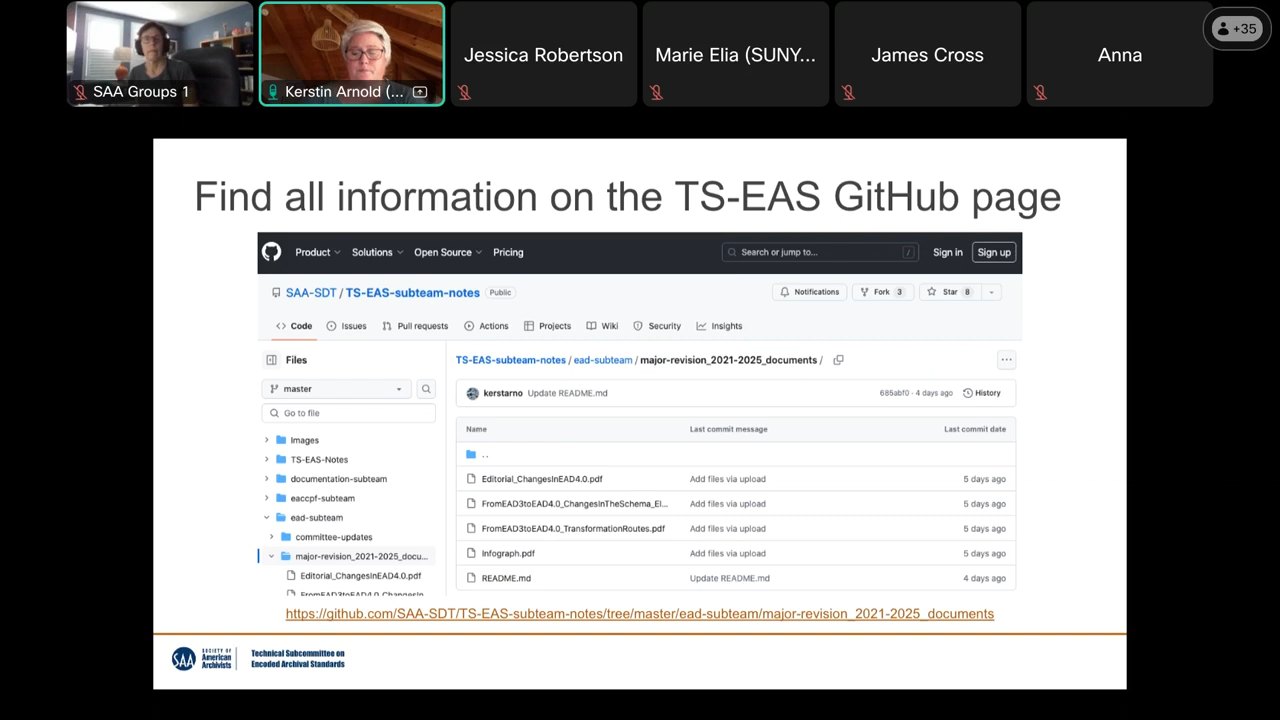 SAA Groups 1
Kerstin Arnold (...
Jessica Robertson
Marie Elia (SUNY...
James Cross
Anna
+35
Find all information on the TS-EAS GitHub page
Product
Solutions
Open Source
Pricing
Search or jump to...
/
Sign in
Sign up
SAA-SDT / TS-EAS-subteam-notes
Public
Notifications
Fork 3
Star 8
Code
Issues
Pull requests
Actions
Projects
Wiki
Security
Insights
Files
master
Go to file
Images
TS-EAS-Notes
documentation-subteam
eaccpf-subteam
ead-subteam
committee-updates
major-revision_2021-2025_docu...
Editorial_ChangesInEAD4.0.pdf
FromEAD3toEAD4.0_ChangesIn
TS-EAS-subteam-notes / ead-subteam / major-revision_2021-2025_documents /
...
kerstarno Update README.md
685abf0 · 4 days ago
History
Name Last commit message Last commit date
..
Editorial_ChangesInEAD4.0.pdf Add files via upload 5 days ago
FromEAD3toEAD4.0_ChangesInTheSchema_El... Add files via upload 5 days ago
FromEAD3toEAD4.0_TransformationRoutes.pdf Add files via upload 5 days ago
Infograph.pdf Add files via upload 5 days ago
README.md Update README.md 4 days ago
https://github.com/SAA-SDT/TS-EAS-subteam-notes/tree/master/ead-subteam/major-revision_2021-2025_documents
SAA
SOCIETY OF
American
Archivists
Technical Subcommittee on
Encoded Archival Standards